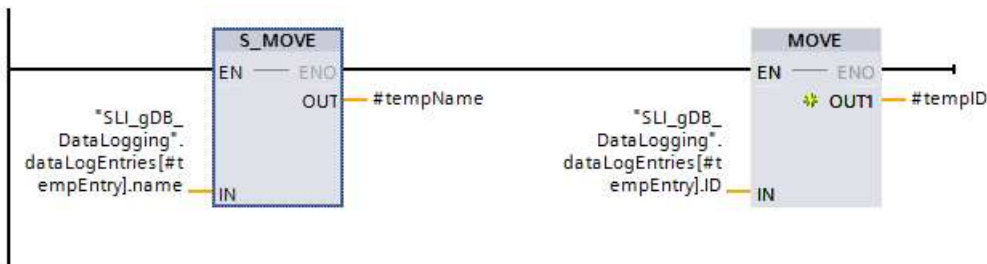 S_MOVE
EN
ENO
OUT
#tempName
"SLI_gDB_
DataLogging".
dataLogEntries[#t
empEntry].name
IN
MOVE
EN
ENO
OUT1
#tempID
"SLI_gDB_
DataLogging".
dataLogEntries[#t
empEntry].ID
IN